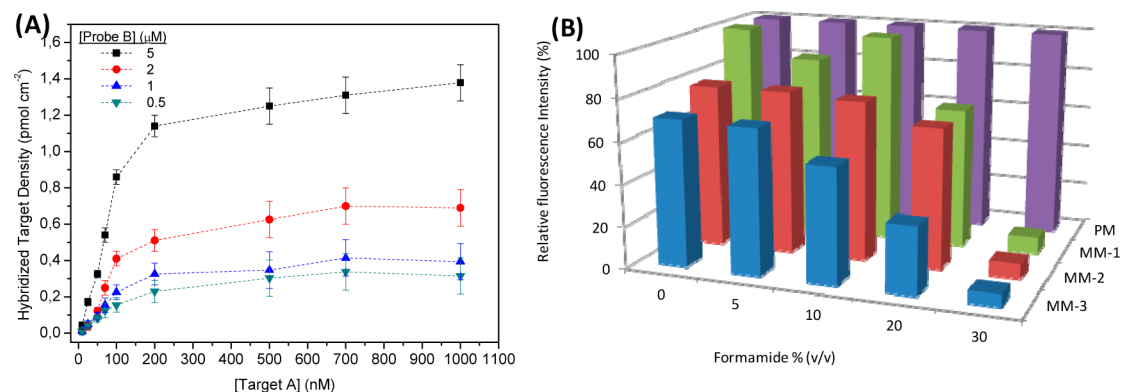 (A)
[Probe B] (μM)
5
2
1
0.5
1,6
1,4
1,2
1,0
0,8
0,6
0,4
0,2
0,0
Hybridized Target Density (pmol cm⁻²)
0 100 200 300 400 500 600 700 800 900 1000 1100
[Target A] (nM)
(B)
100
80
60
40
20
0
Relative fluorescence Intensity (%)
0 5 10 20 30
Formamide % (v/v)
PM
MM-1
MM-2
MM-3